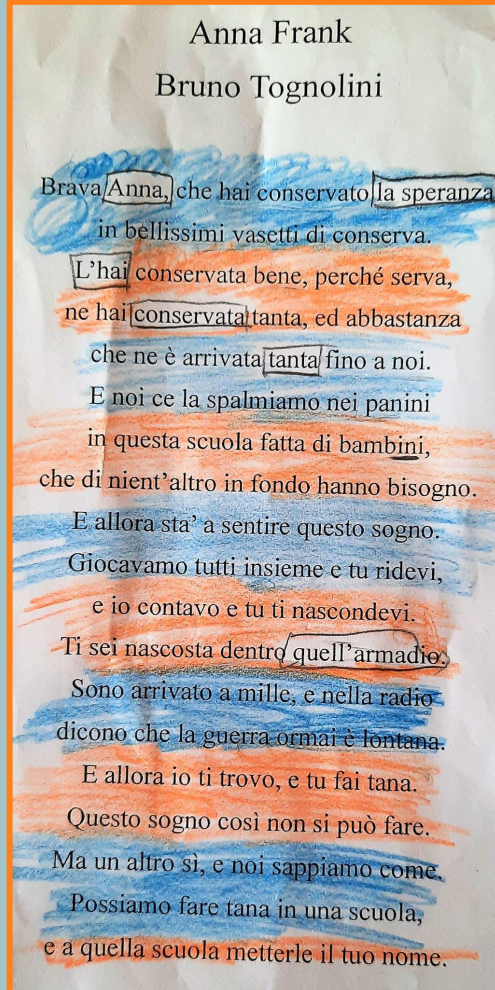 Anna Frank
Bruno Tognolini
Brava Anna, che hai conservato la speranza
in bellissimi vasetti di conserva.
L'hai conservata bene, perché serva,
ne hai conservata tanta, ed abbastanza
che ne è arrivata tanta fino a noi.
E noi ce la spalmiamo nei panini
in questa scuola fatta di bambini,
che di nient'altro in fondo hanno bisogno.
E allora sta' a sentire questo sogno.
Giocavamo tutti insieme e tu ridevi,
e io contavo e tu ti nascondevi.
Ti sei nascosta dentro quell'armadio.
Sono arrivato a mille, e nella radio
dicono che la guerra ormai è lontana.
E allora io ti trovo, e tu fai tana.
Questo sogno così non si può fare.
Ma un altro sì, e noi sappiamo come.
Possiamo fare tana in una scuola,
e a quella scuola metterle il tuo nome.